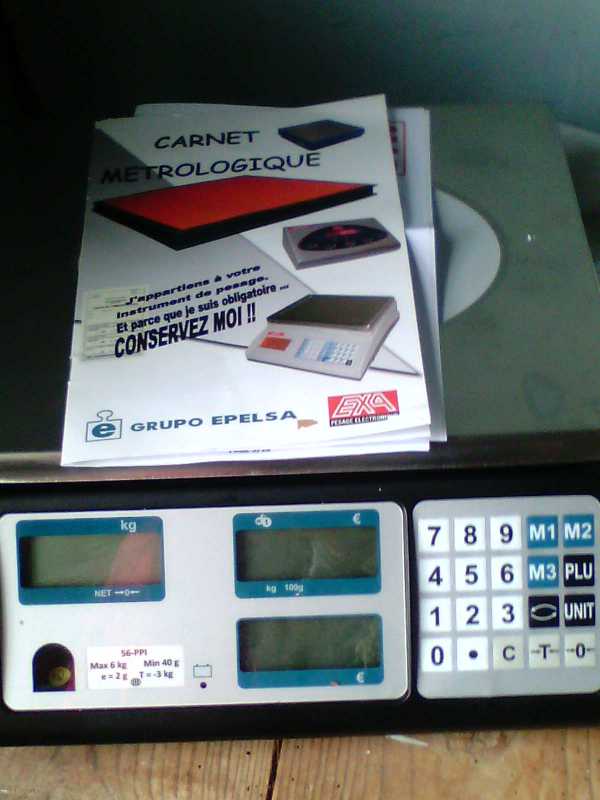 CARNET
METROLOGIQUE
J'appartiens à votre
instrument de pesage.
Et parce que je suis obligatoire ...
CONSERVEZ MOI !!
e GRUPO EPELSA
EXA
PESAGE ELECTRONIQUE
kg
NET →0←
€
kg 100g
€
S6-PPI
Max 6 kg Min 40 g
e = 2 g T = -3 kg
7 8 9 M1 M2
4 5 6 M3 PLU
1 2 3 UNIT
0 • C →T← →0←